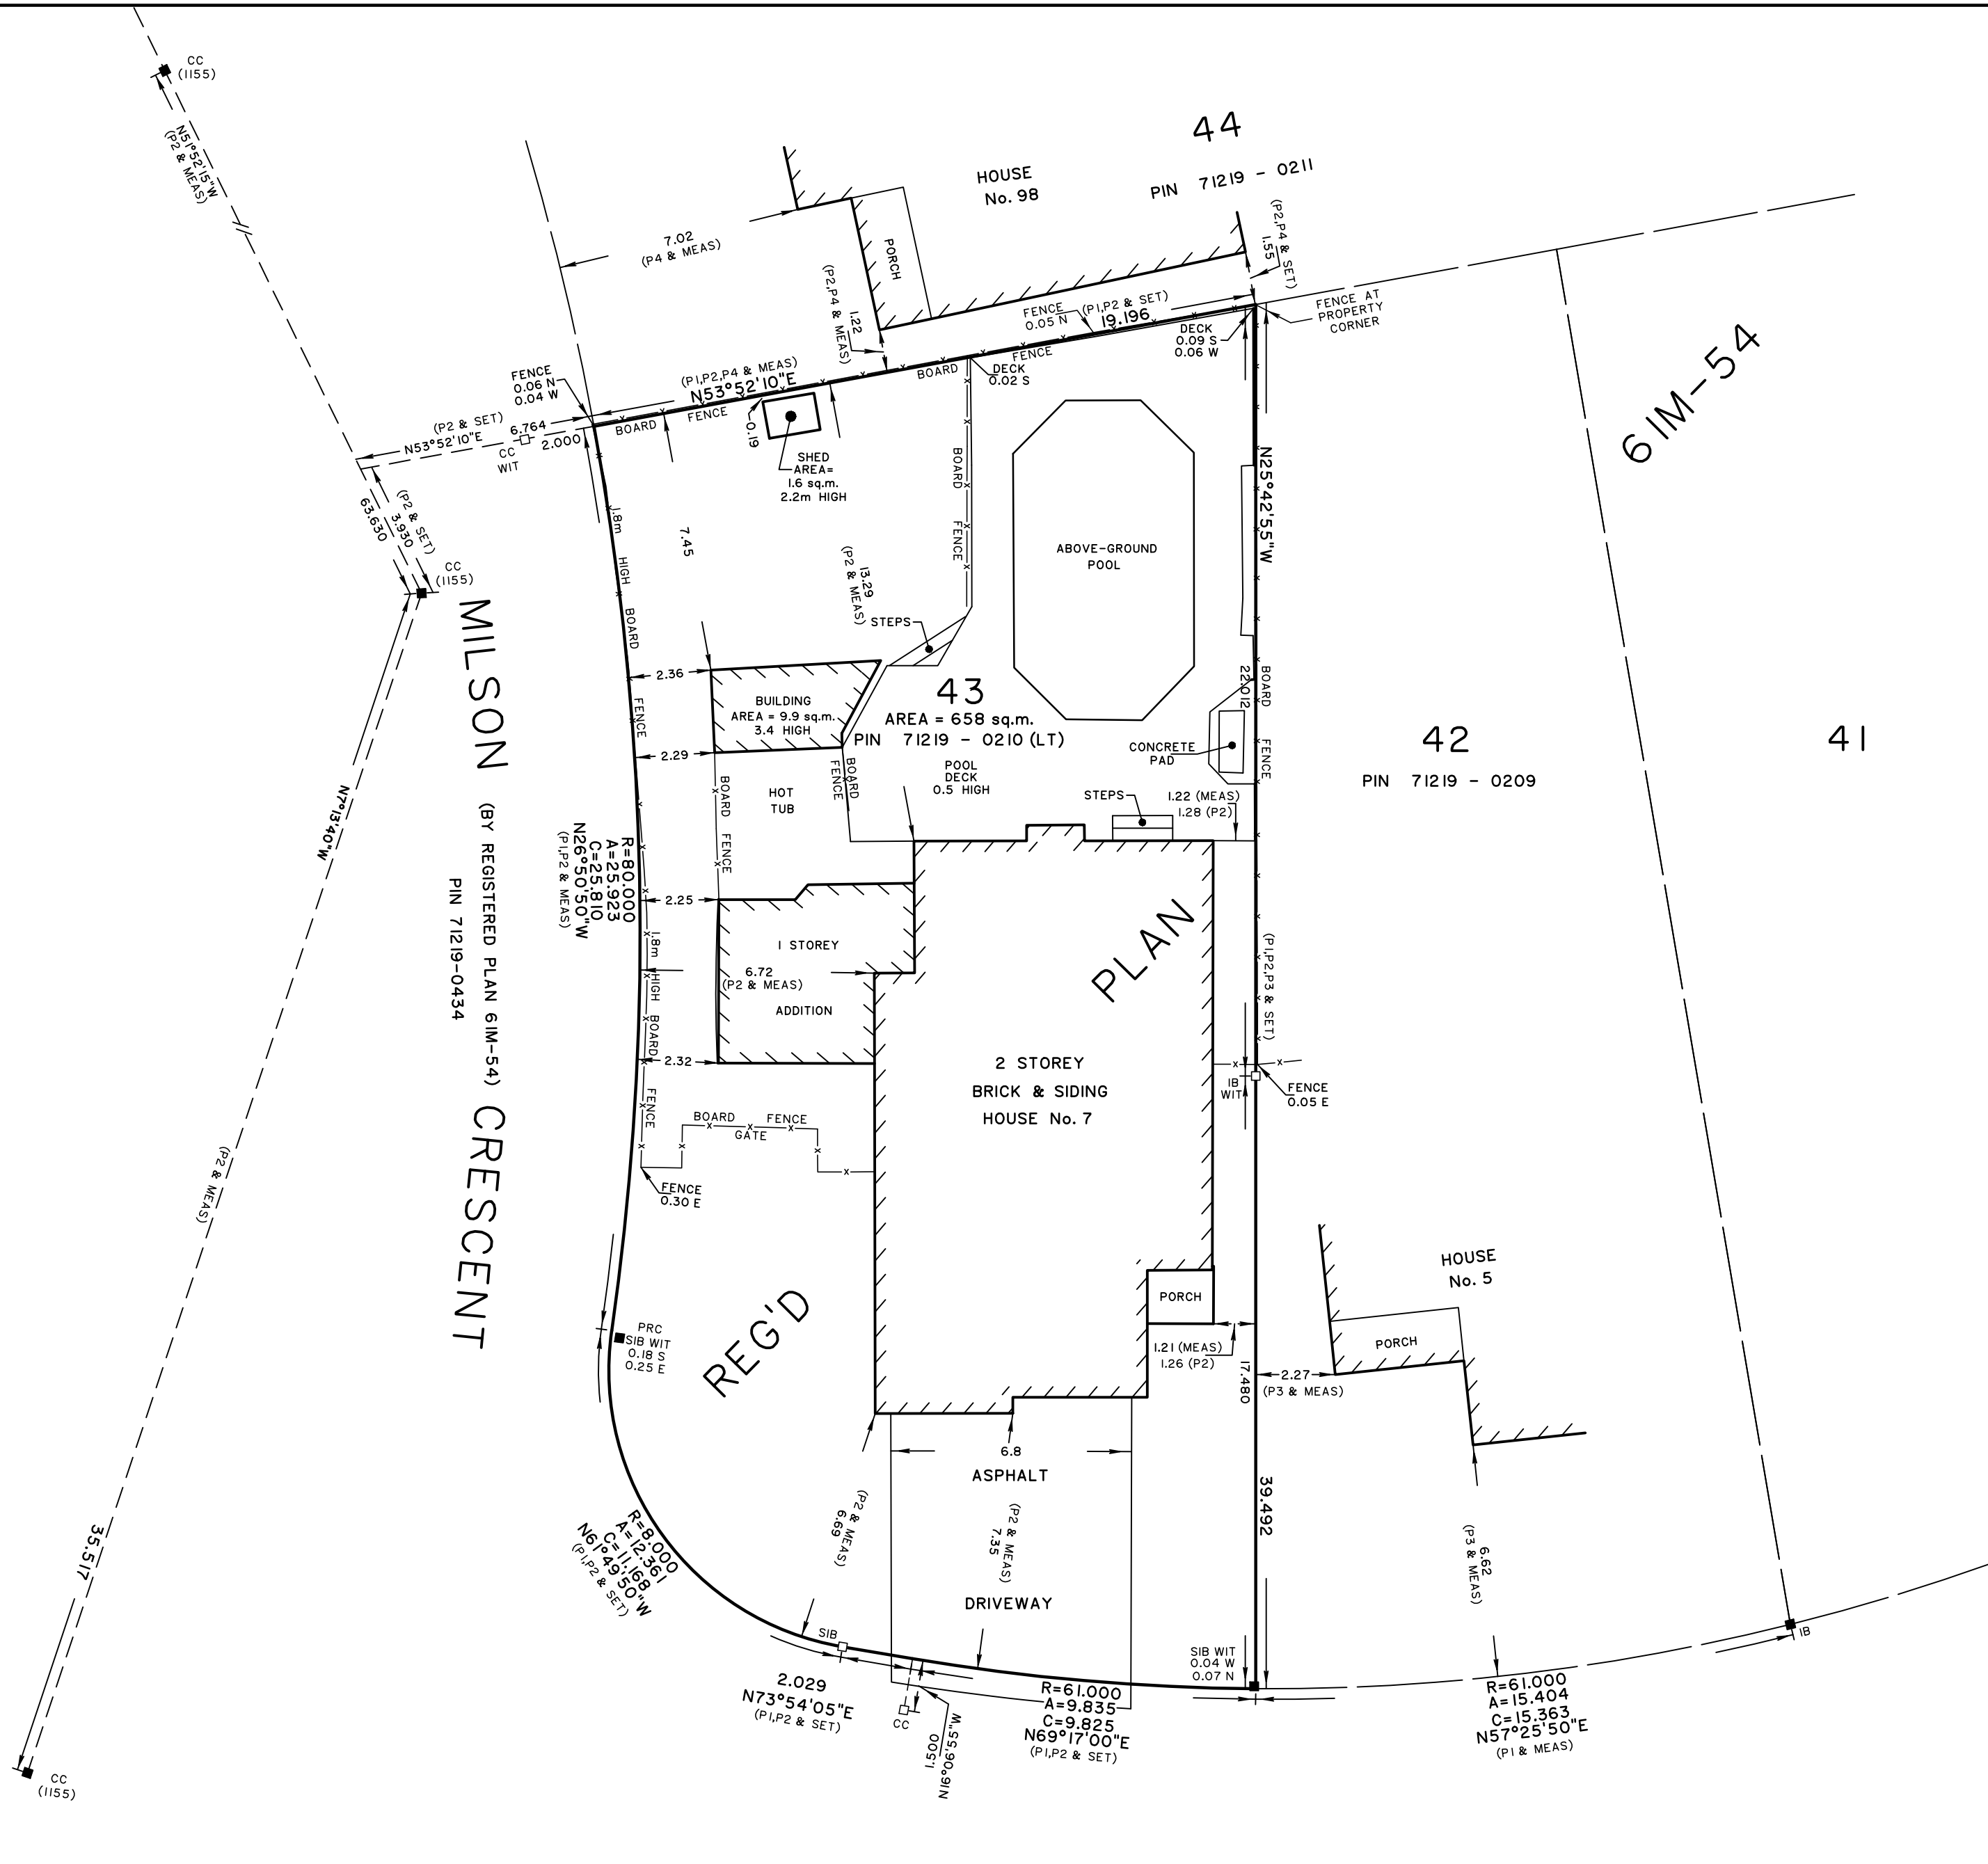 CC
(1155)
N51°52'15"W
(P2 & MEAS)
44
PIN 71219 - 0211
HOUSE
No. 98
7.02
(P4 & MEAS)
PORCH
(P2,P4 & MEAS)
1.22
(P2,P4 & SET)
1.55
FENCE AT
PROPERTY
CORNER
FENCE
0.05 N
(P1,P2 & SET)
19.196
DECK
0.09 S
0.06 W
FENCE
BOARD
DECK
0.02 S
FENCE
0.06 N
0.04 W
(P1,P2,P4 & MEAS)
N53°52'10"E
FENCE
BOARD
(P2 & SET)
N53°52'10"E
6.764
2.000
CC
WIT
0.19
SHED
AREA=
1.6 sq.m.
2.2m HIGH
61M-54
63.630
3.930
(P2 & SET)
CC
(1155)
1.8m
HIGH
BOARD
FENCE
7.45
13.29
(P2 & MEAS)
BOARD
FENCE
ABOVE-GROUND
POOL
N25°42'55"W
STEPS
2.36
BUILDING
AREA = 9.9 sq.m.
3.4 HIGH
43
AREA = 658 sq.m.
PIN 71219 - 0210 (LT)
22.012
BOARD
FENCE
2.29
BOARD
FENCE
HOT
TUB
BOARD
FENCE
POOL
DECK
0.5 HIGH
CONCRETE
PAD
STEPS
1.22 (MEAS)
1.28 (P2)
42
PIN 71219 - 0209
41
MILSON CRESCENT
(BY REGISTERED PLAN 61M-54)
PIN 71219-0434
N7°13'40"W
(P2 & MEAS)
35.517
CC
(1155)
R=80.000
A=25.923
C=25.810
N26°50'50"W
(P1,P2 & MEAS)
2.25
1.8m
HIGH
BOARD
FENCE
1 STOREY
6.72
(P2 & MEAS)
ADDITION
2.32
PLAN
(P1,P2,P3 & SET)
2 STOREY
BRICK & SIDING
HOUSE No. 7
IB
WIT
FENCE
0.05 E
BOARD FENCE
GATE
FENCE
0.30 E
PRC
SIB WIT
0.18 S
0.25 E
REG'D
PORCH
1.21 (MEAS)
1.26 (P2)
17.480
2.27
(P3 & MEAS)
HOUSE
No. 5
PORCH
6.8
ASPHALT
(P2 & MEAS)
6.69
(P2 & MEAS)
7.35
DRIVEWAY
39.492
6.62
(P3 & MEAS)
R=8.000
A=12.361
C=11.168
N61°49'50"W
(P1,P2 & SET)
SIB
2.029
N73°54'05"E
(P1,P2 & SET)
CC
1.500
N16°06'55"W
SIB WIT
0.04 W
0.07 N
R=61.000
A=9.835
C=9.825
N69°17'00"E
(P1,P2 & SET)
IB
R=61.000
A=15.404
C=15.363
N57°25'50"E
(P1 & MEAS)